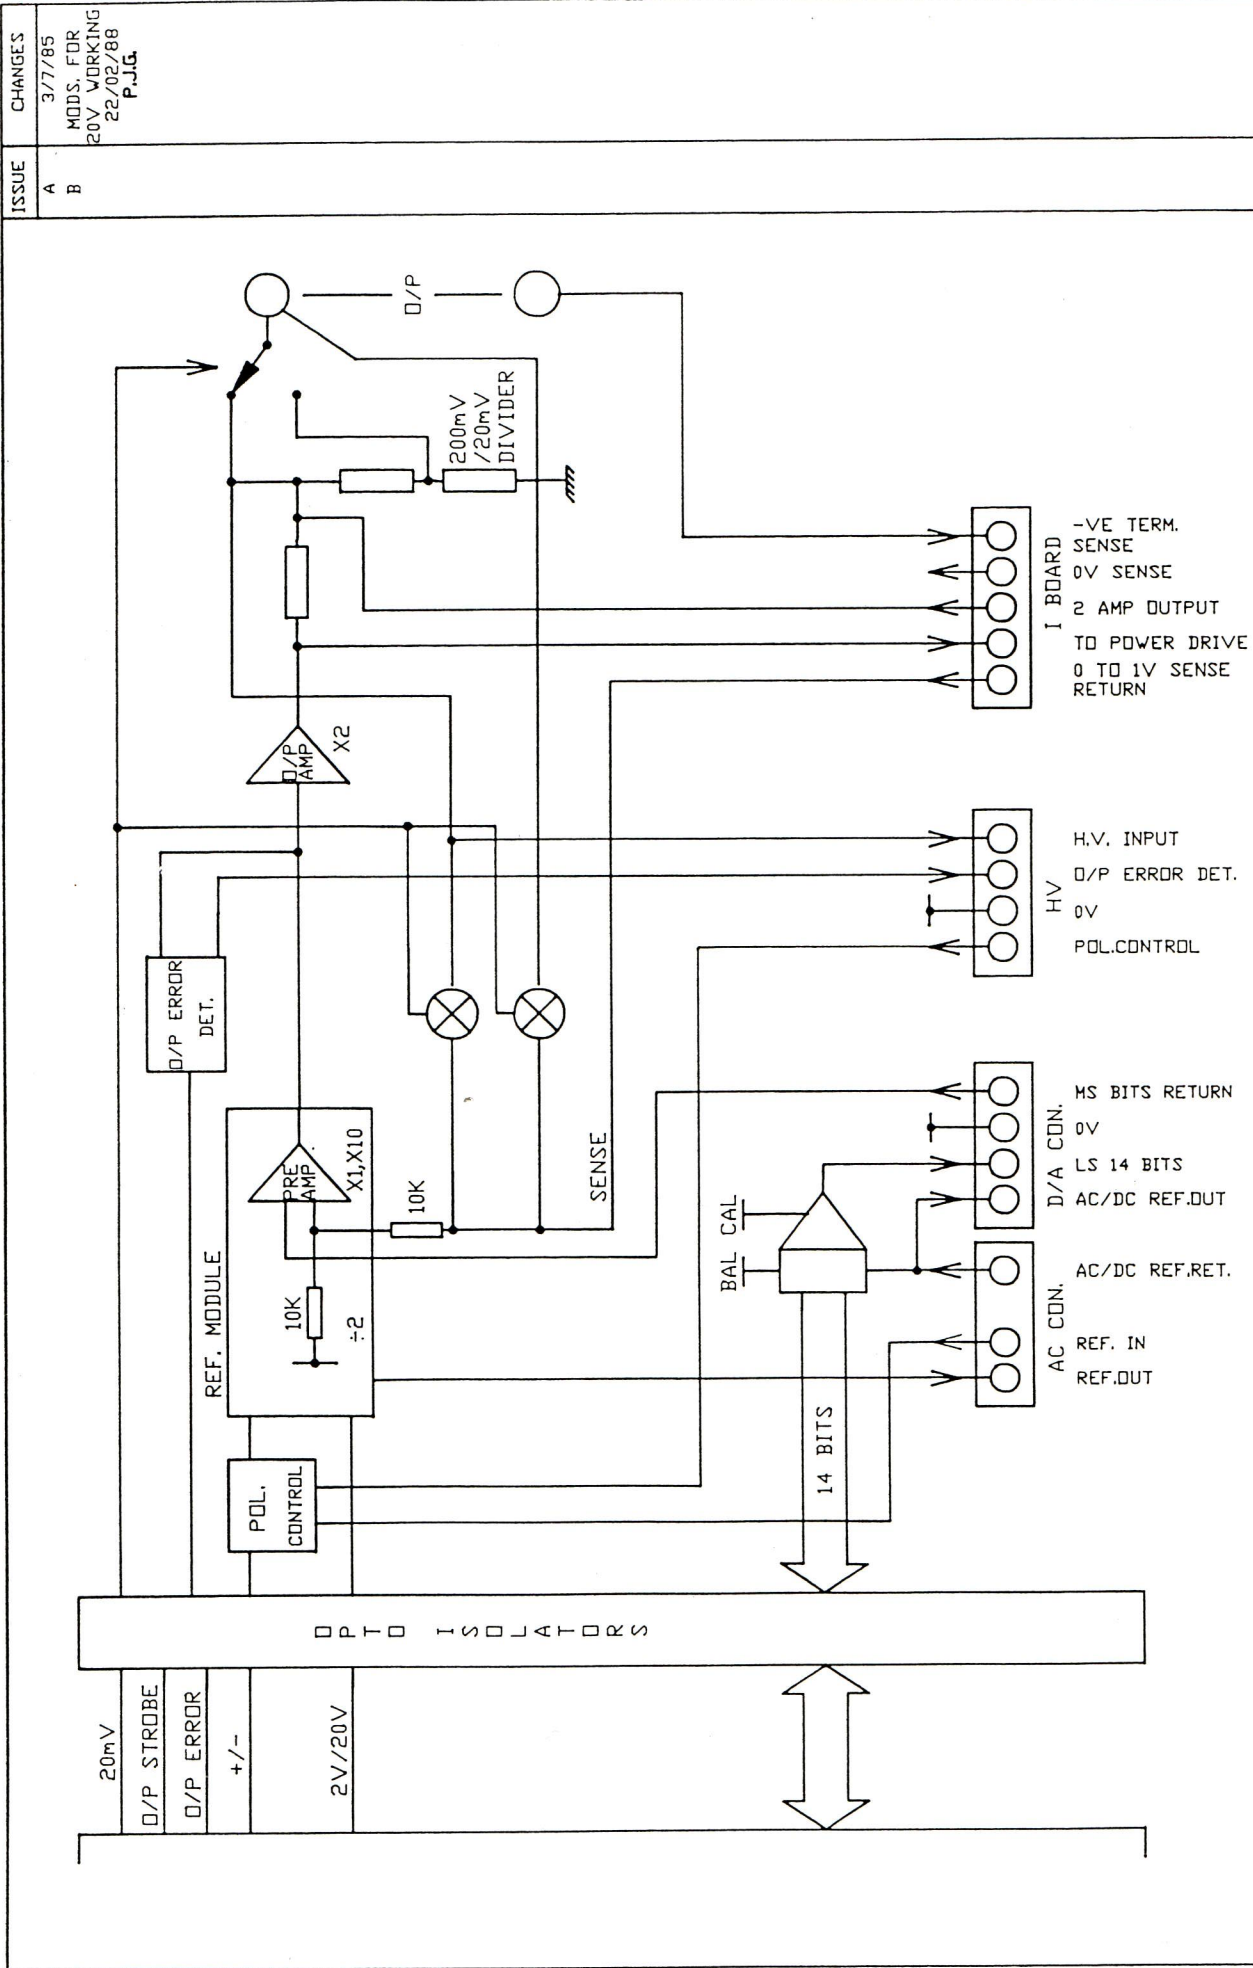 ISSUE
CHANGES
A
3/7/85
B
MODS. FOR
20V WORKING
22/02/88
P.J.G.
20mV
O/P STROBE
O/P ERROR
+/-
2V/20V
OPTO ISOLATORS
POL.
CONTROL
REF. MODULE
10K
÷2
PRE
AMP
X1,X10
10K
O/P ERROR
DET.
SENSE
O/P
AMP
X2
200mV
/20mV
DIVIDER
O/P
14 BITS
BAL
CAL
AC CON.
REF.OUT
REF. IN
AC/DC REF.RET.
D/A CON.
AC/DC REF.OUT
LS 14 BITS
0V
MS BITS RETURN
HV
POL.CONTROL
0V
O/P ERROR DET.
H.V. INPUT
I BOARD
0 TO 1V SENSE
RETURN
TO POWER DRIVE
2 AMP OUTPUT
0V SENSE
-VE TERM.
SENSE